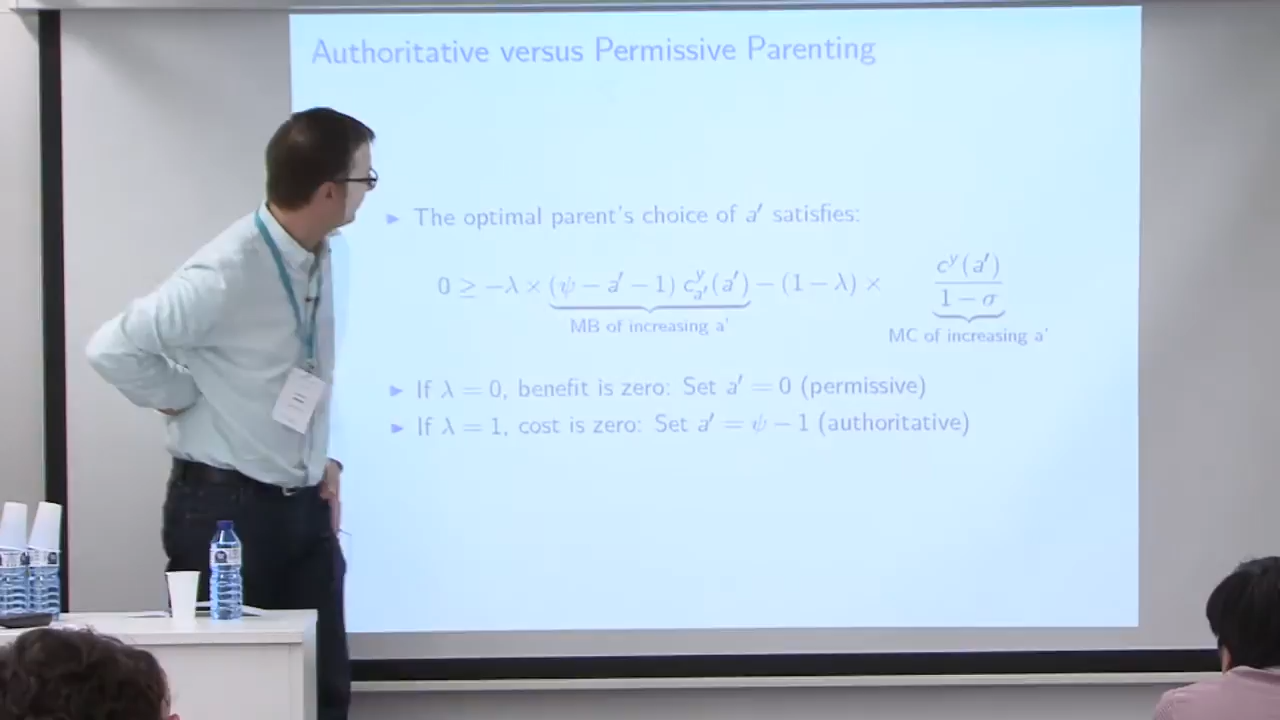 Authoritative versus Permissive Parenting
► The optimal parent's choice of a′ satisfies:
0 ≥ −λ × (ψ − a′ − 1) c^y_{a′}(a′) − (1 − λ) × c^y(a′) / (1 − σ)
MB of increasing a'
MC of increasing a'
► If λ = 0, benefit is zero: Set a′ = 0 (permissive)
► If λ = 1, cost is zero: Set a′ = ψ − 1 (authoritative)